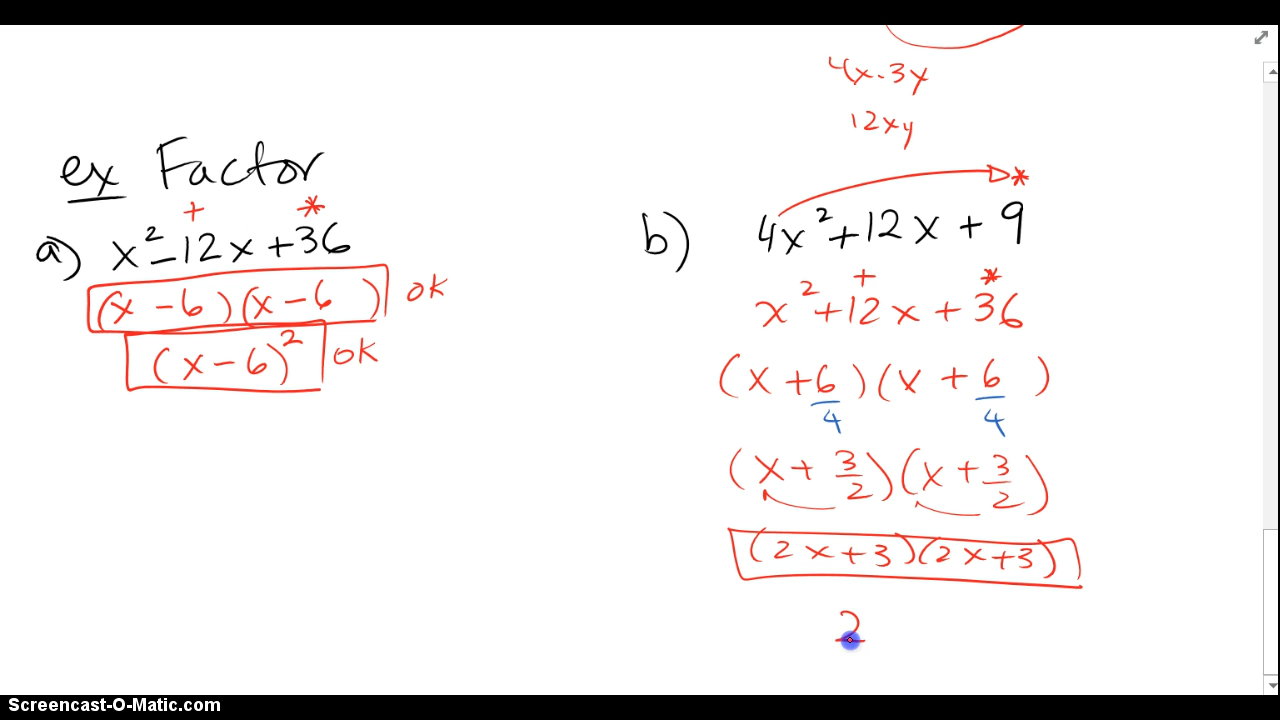 4x·3y
12xy
ex Factor
+ *
a) x² - 12x + 36
(x - 6)(x - 6) ok
(x - 6)² ok
*
b) 4x² + 12x + 9
+ *
x² + 12x + 36
(x + 6/4)(x + 6/4)
(x + 3/2)(x + 3/2)
(2x + 3)(2x + 3)
2
Screencast-O-Matic.com